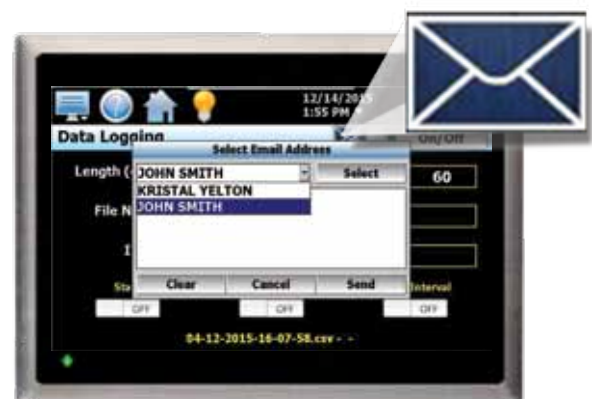 12/14/2015
1:55 PM
Data Logging
On/Off
Select Email Address
Length (
JOHN SMITH
Select
60
KRISTAL YELTON
JOHN SMITH
File N
I
Sta
Clear
Cancel
Send
Interval
OFF
OFF
OFF
04-12-2015-16-07-58.csv - -